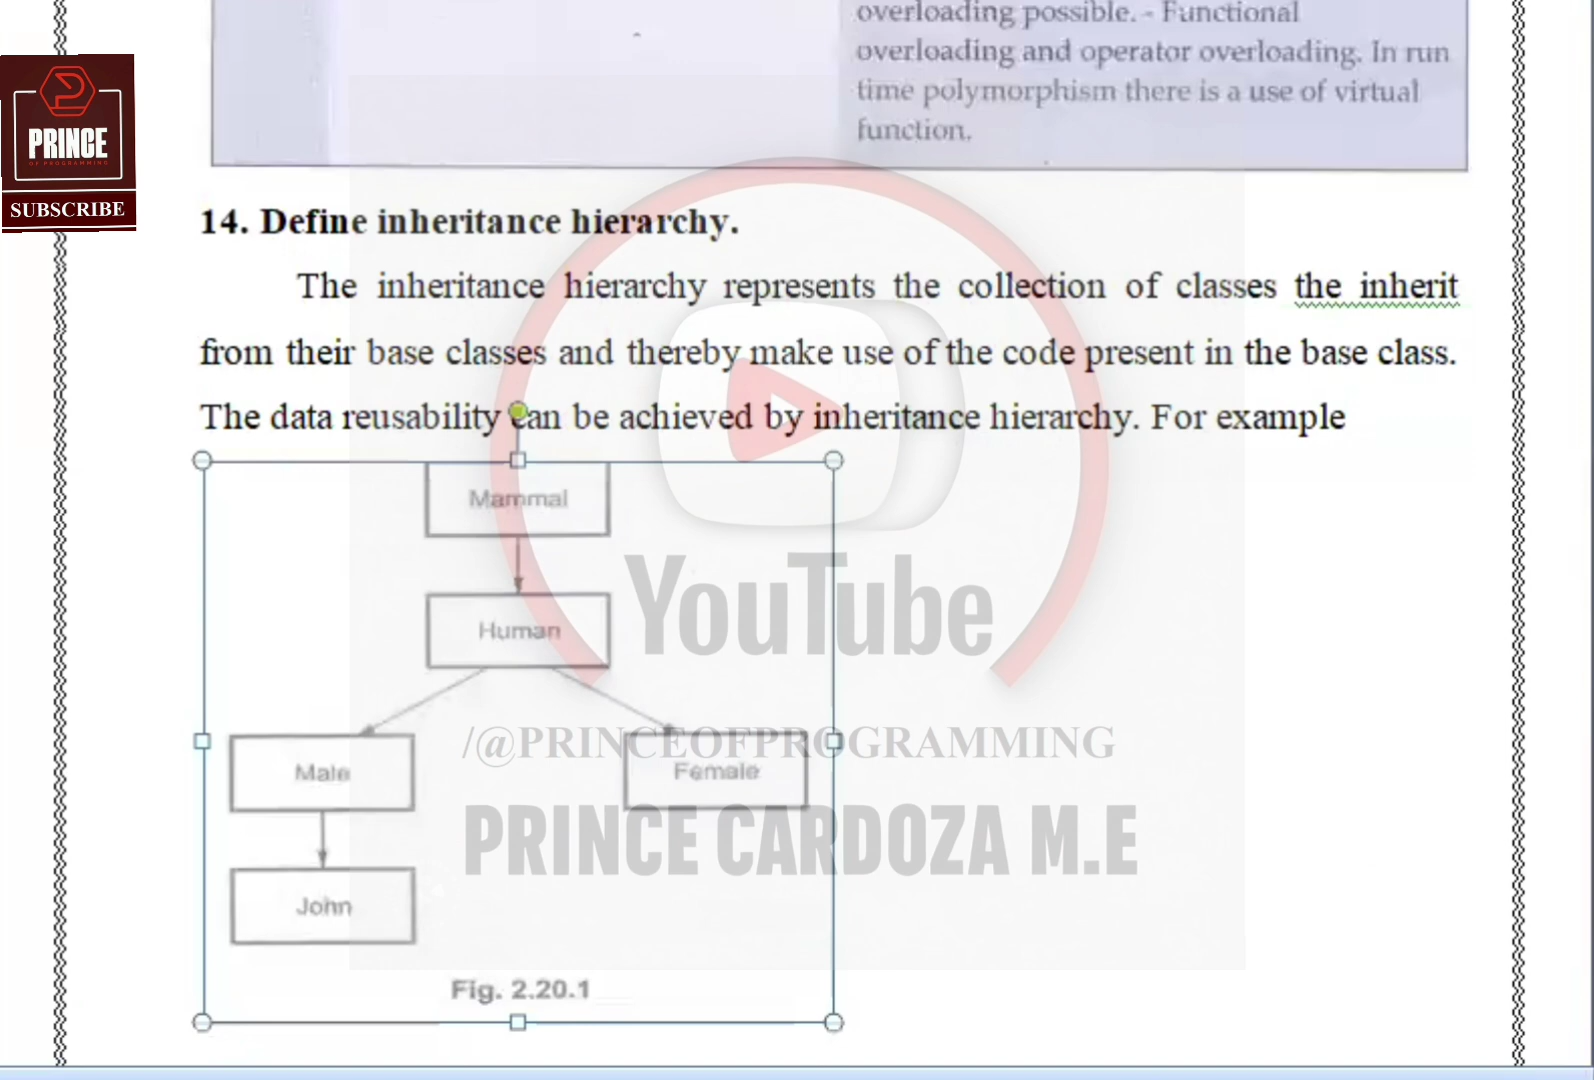 overloading possible. - Functional
overloading and operator overloading. In run
time polymorphism there is a use of virtual
function.
PRINCE
OF PROGRAMMING
SUBSCRIBE
14. Define inheritance hierarchy.
The inheritance hierarchy represents the collection of classes the inherit
from their base classes and thereby make use of the code present in the base class.
The data reusability can be achieved by inheritance hierarchy. For example
Mammal
Human
Male
Female
John
Fig. 2.20.1
YouTube
/@PRINCEOFPROGRAMMING
PRINCE CARDOZA M.E